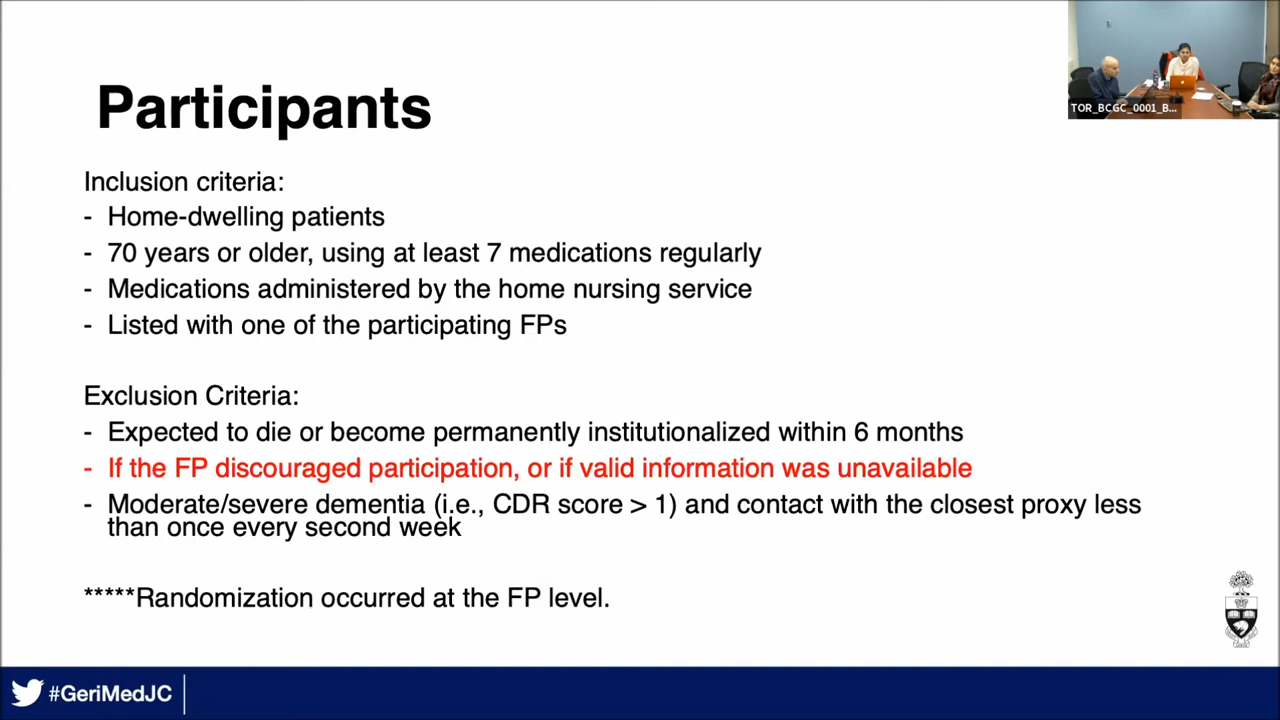 TOR_BCGC_0001_B...
Participants
Inclusion criteria:
- Home-dwelling patients
- 70 years or older, using at least 7 medications regularly
- Medications administered by the home nursing service
- Listed with one of the participating FPs
Exclusion Criteria:
- Expected to die or become permanently institutionalized within 6 months
- If the FP discouraged participation, or if valid information was unavailable
- Moderate/severe dementia (i.e., CDR score > 1) and contact with the closest proxy less
than once every second week
*****Randomization occurred at the FP level.
#GeriMedJC